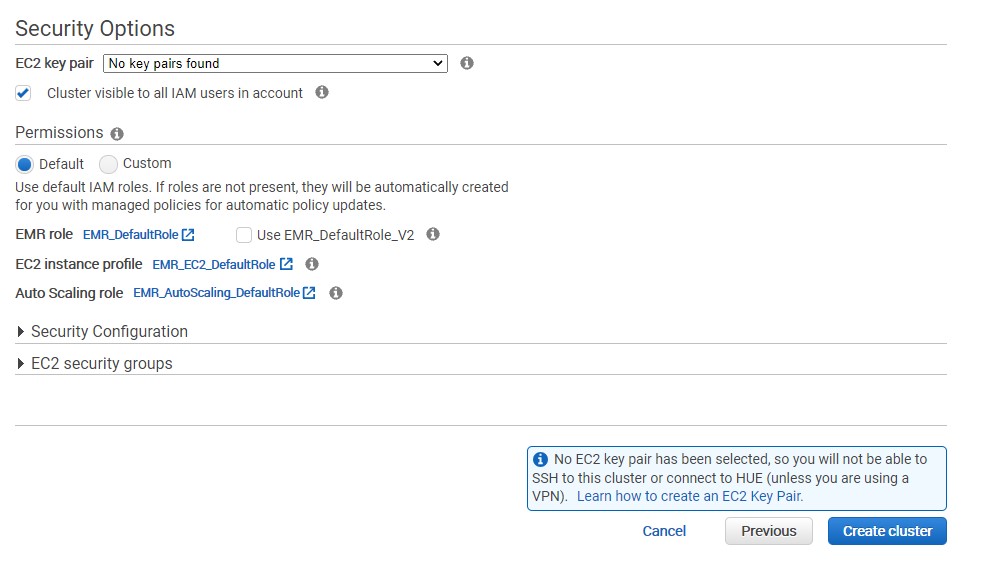 Security Options
EC2 key pair No key pairs found
Cluster visible to all IAM users in account
Permissions
Default Custom
Use default IAM roles. If roles are not present, they will be automatically created
for you with managed policies for automatic policy updates.
EMR role EMR_DefaultRole Use EMR_DefaultRole_V2
EC2 instance profile EMR_EC2_DefaultRole
Auto Scaling role EMR_AutoScaling_DefaultRole
Security Configuration
EC2 security groups
No EC2 key pair has been selected, so you will not be able to
SSH to this cluster or connect to HUE (unless you are using a
VPN). Learn how to create an EC2 Key Pair.
Cancel Previous Create cluster